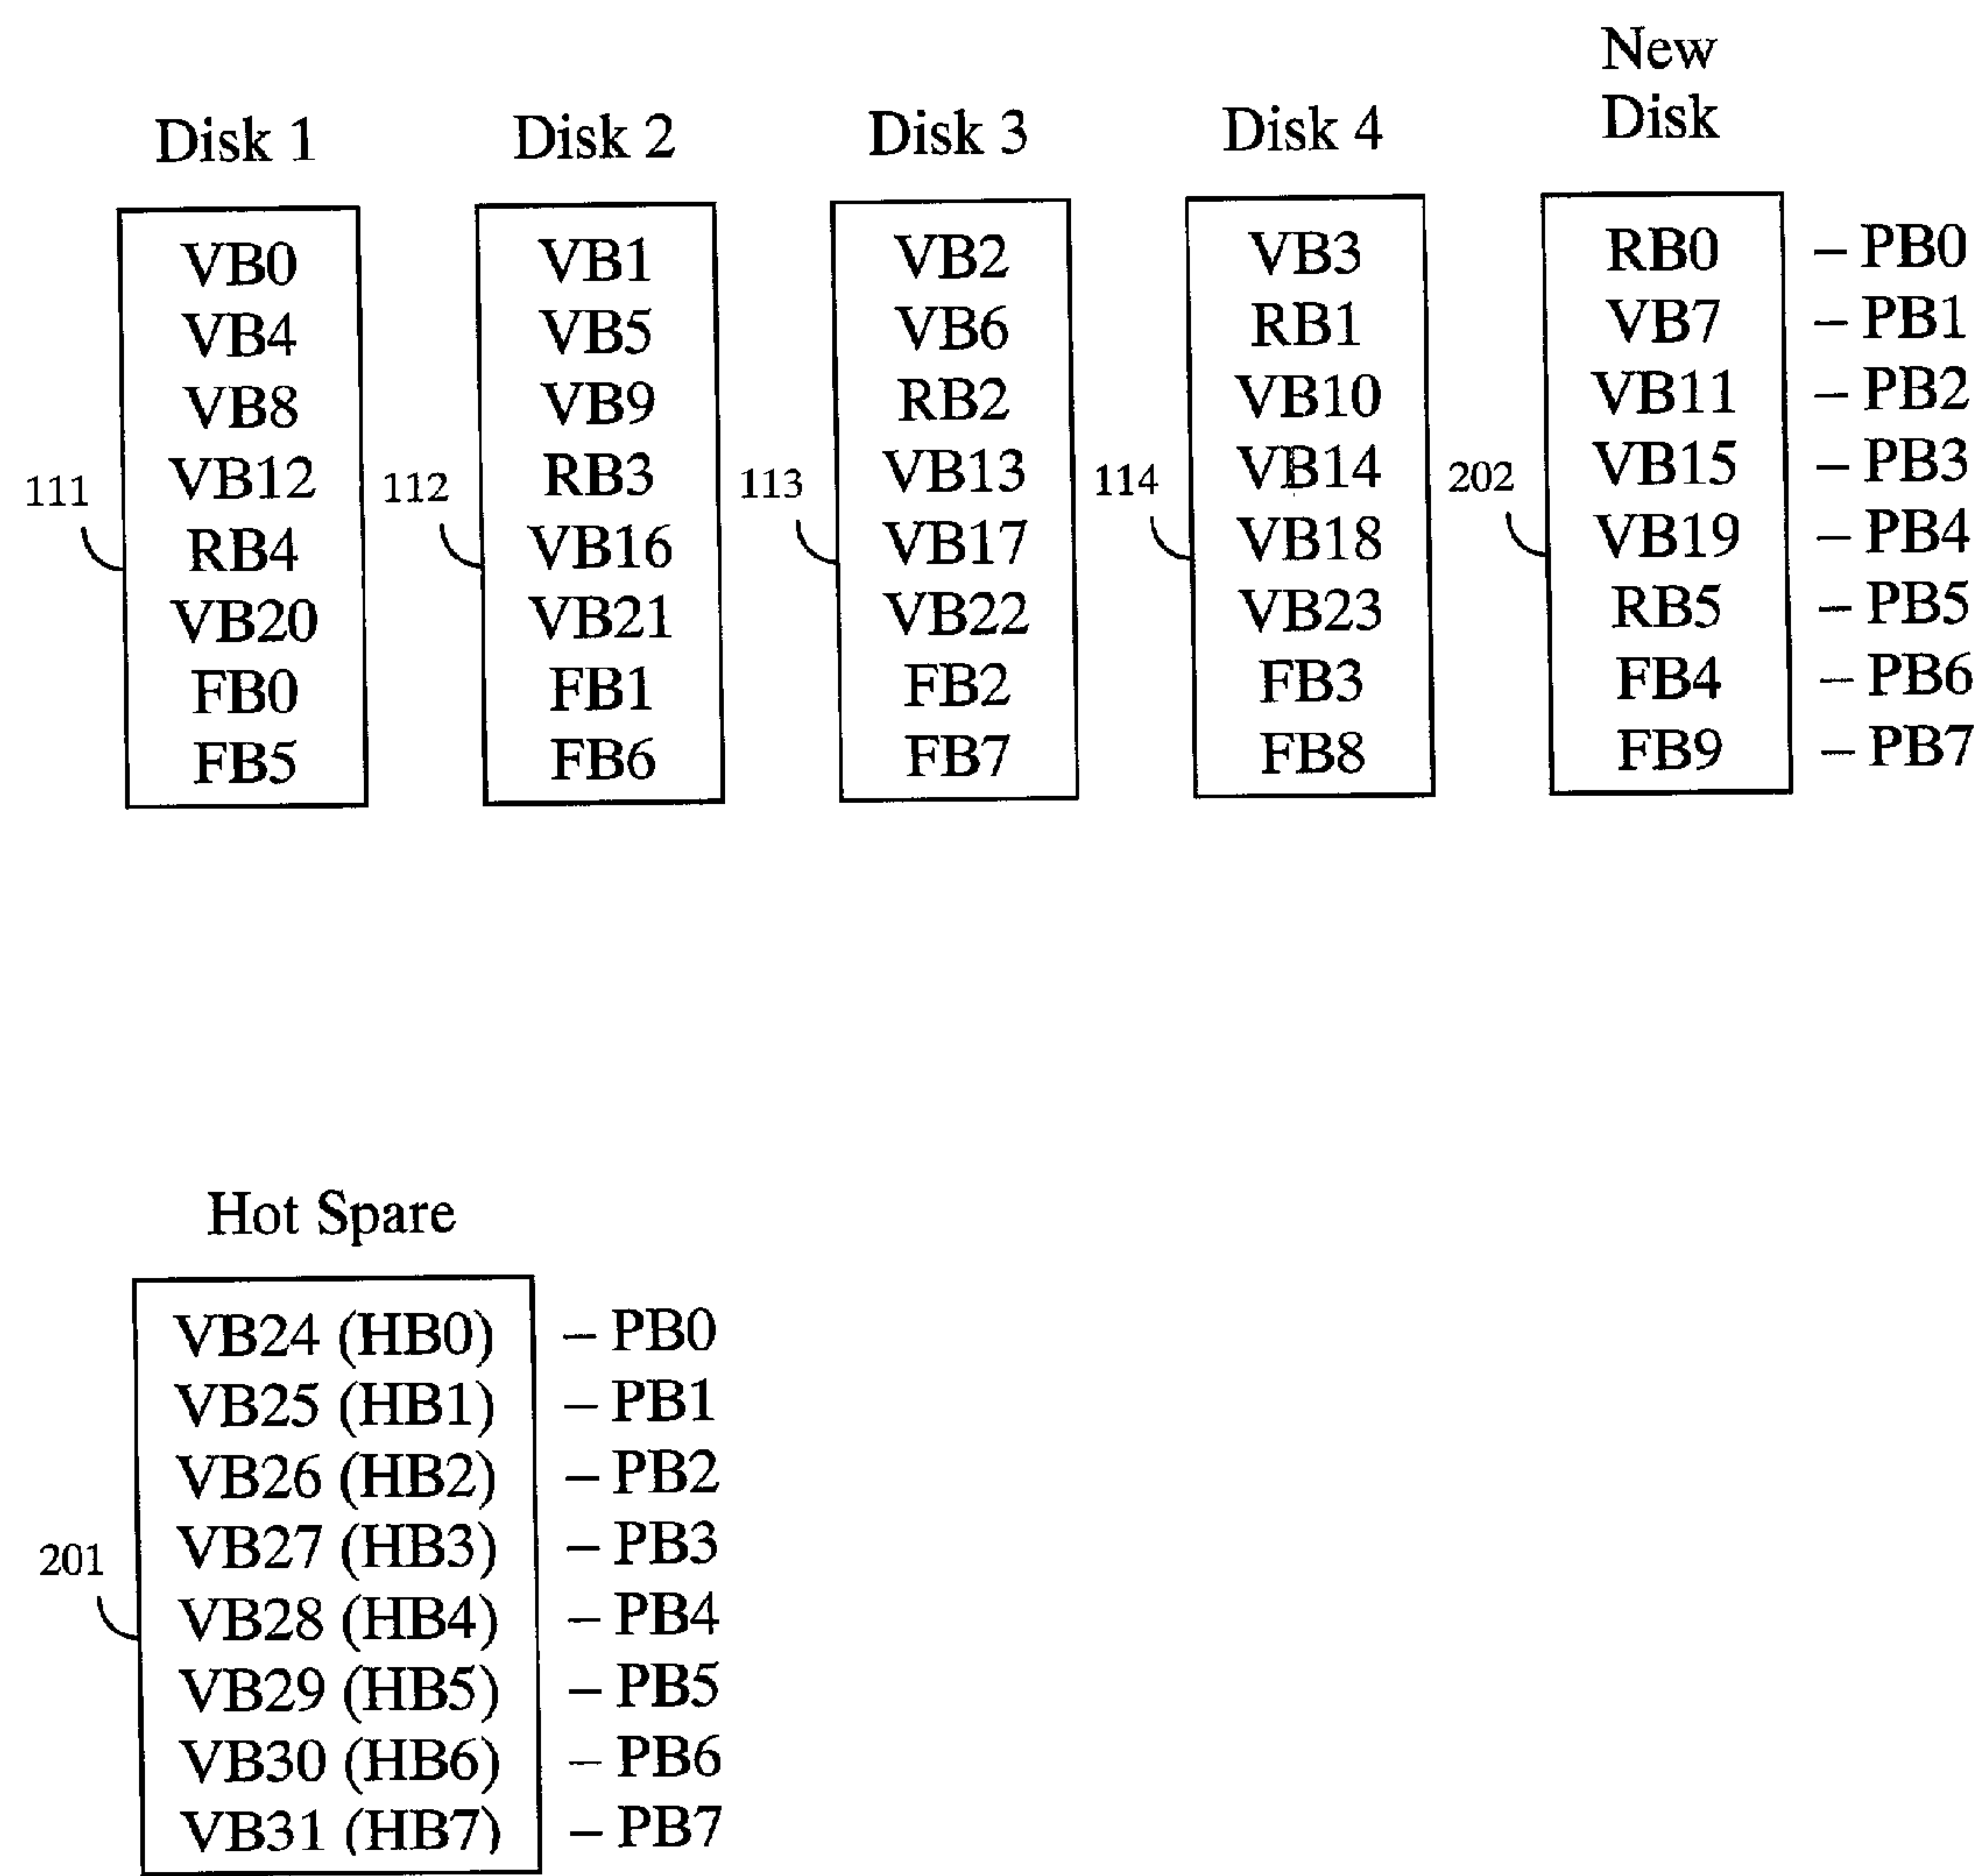 New
Disk 1 Disk 2 Disk 3 Disk 4 Disk
VB0 VB1 VB2 VB3 RB0 – PB0
VB4 VB5 VB6 RB1 VB7 – PB1
VB8 VB9 RB2 VB10 VB11 – PB2
111 VB12 112 RB3 113 VB13 114 VB14 202 VB15 – PB3
RB4 VB16 VB17 VB18 VB19 – PB4
VB20 VB21 VB22 VB23 RB5 – PB5
FB0 FB1 FB2 FB3 FB4 – PB6
FB5 FB6 FB7 FB8 FB9 – PB7
Hot Spare
VB24 (HB0) – PB0
VB25 (HB1) – PB1
VB26 (HB2) – PB2
201 VB27 (HB3) – PB3
VB28 (HB4) – PB4
VB29 (HB5) – PB5
VB30 (HB6) – PB6
VB31 (HB7) – PB7